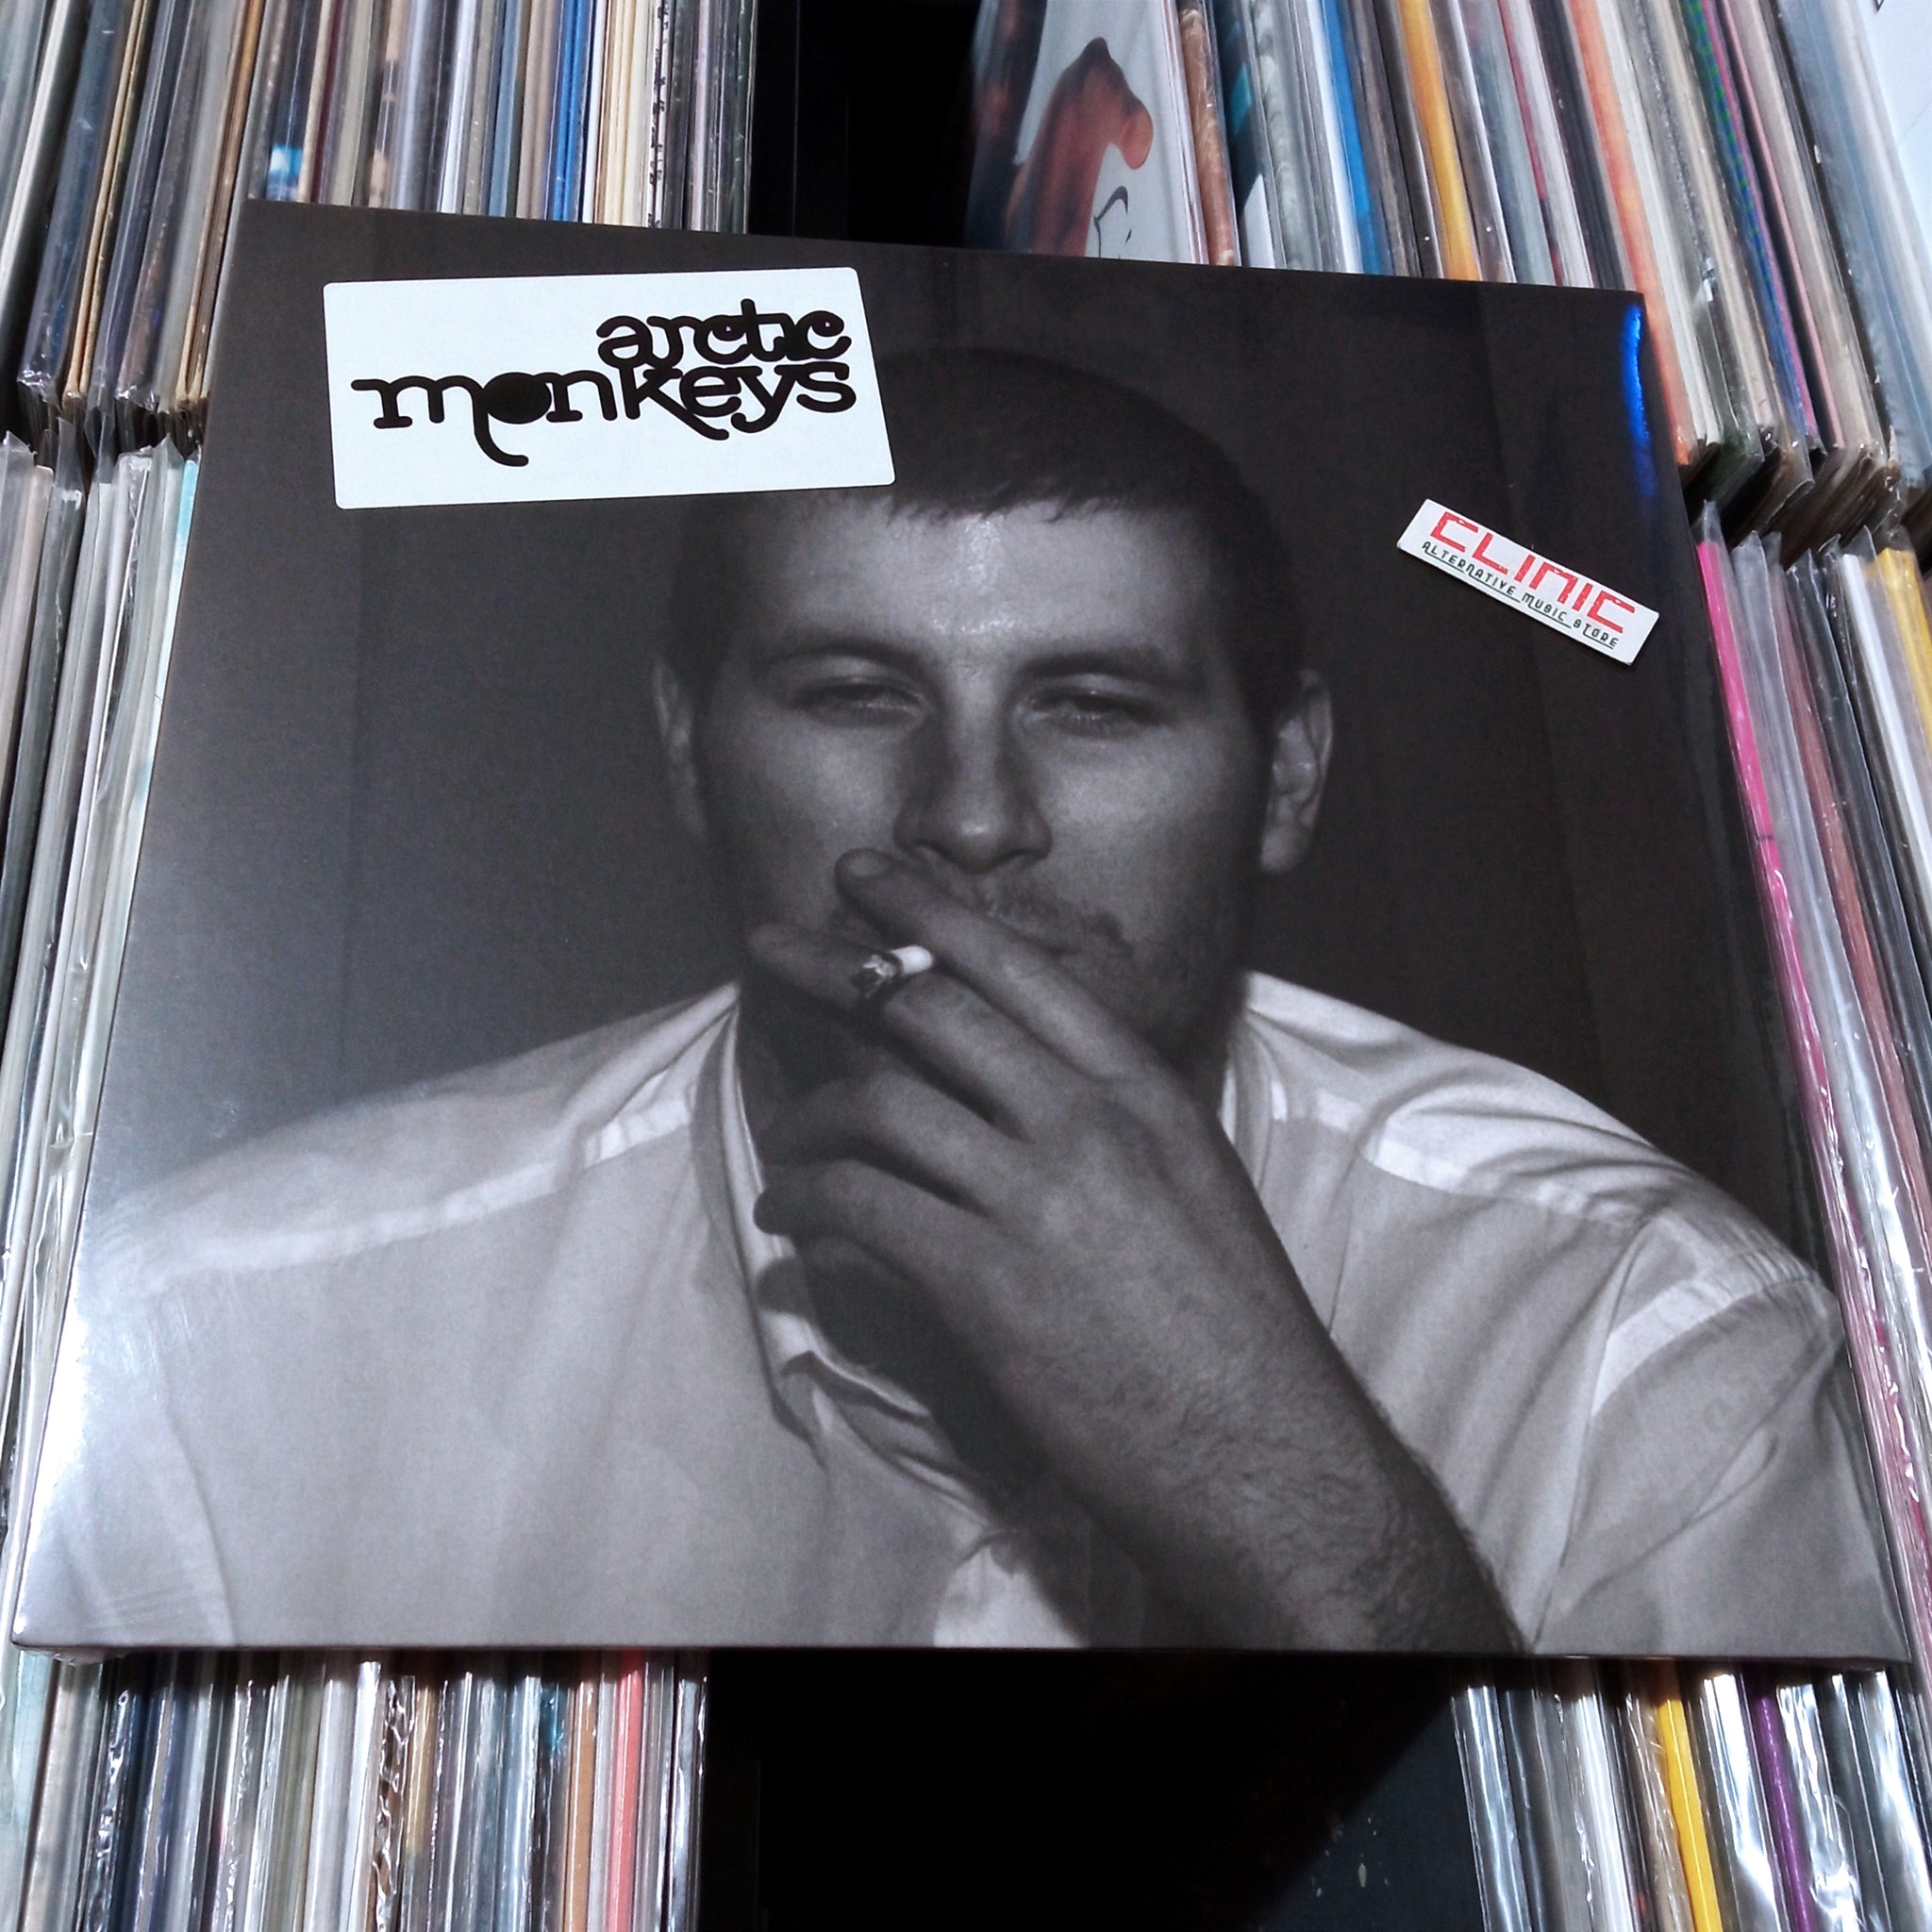 arctic
monkeys
CLINIC
ALTERNATIVE MUSIC STORE